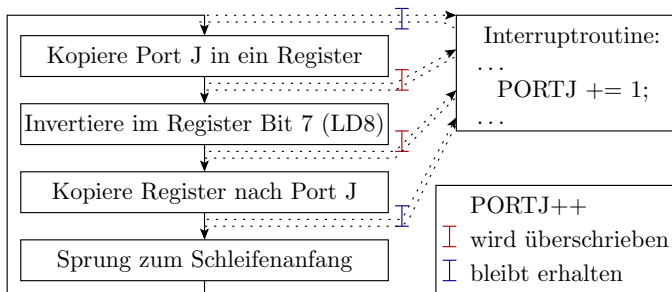 Kopiere Port J in ein Register
Invertiere im Register Bit 7 (LD8)
Kopiere Register nach Port J
Sprung zum Schleifenanfang
Interruptroutine:
...
PORTJ += 1;
...
PORTJ++
wird überschrieben
bleibt erhalten